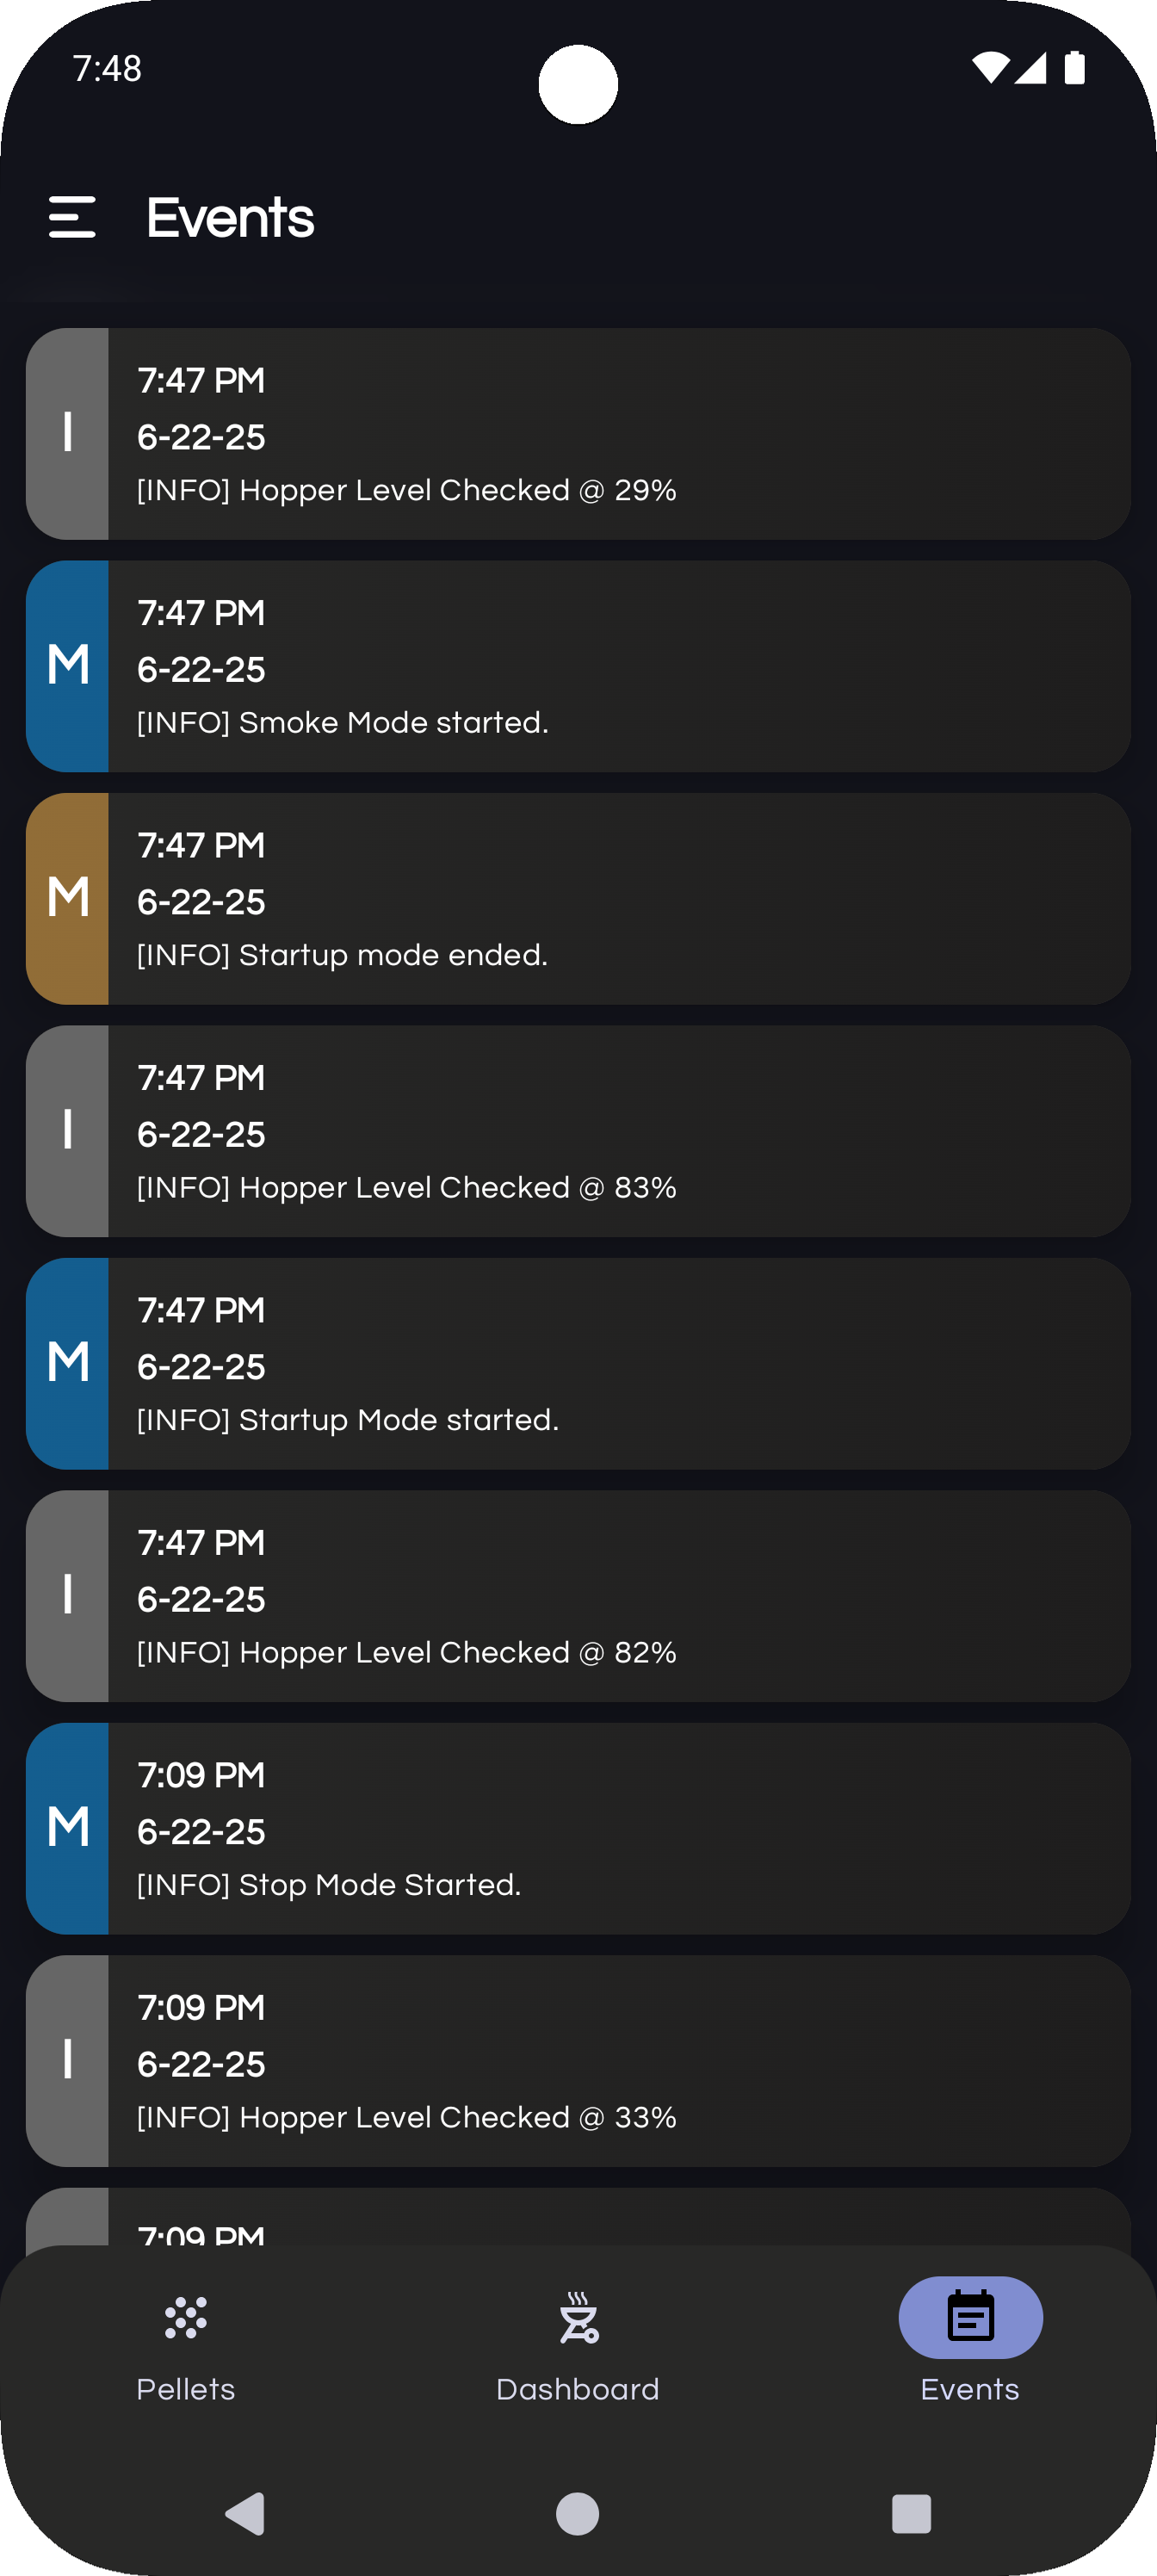 7:48
Events
I
7:47 PM
6-22-25
[INFO] Hopper Level Checked @ 29%
M
7:47 PM
6-22-25
[INFO] Smoke Mode started.
M
7:47 PM
6-22-25
[INFO] Startup mode ended.
I
7:47 PM
6-22-25
[INFO] Hopper Level Checked @ 83%
M
7:47 PM
6-22-25
[INFO] Startup Mode started.
I
7:47 PM
6-22-25
[INFO] Hopper Level Checked @ 82%
M
7:09 PM
6-22-25
[INFO] Stop Mode Started.
I
7:09 PM
6-22-25
[INFO] Hopper Level Checked @ 33%
7:09 PM
Pellets
Dashboard
Events